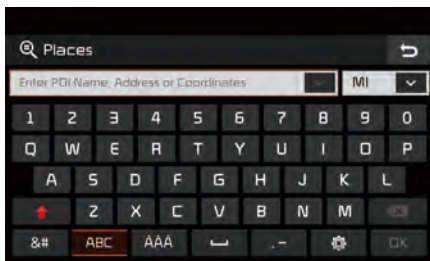 Places
Enter POI Name, Address or Coordinates MI
1 2 3 4 5 6 7 8 9 0
Q W E R T Y U I O P
A S D F G H J K L
Z X C V B N M
&# ABC ÀÁÂ .- OK